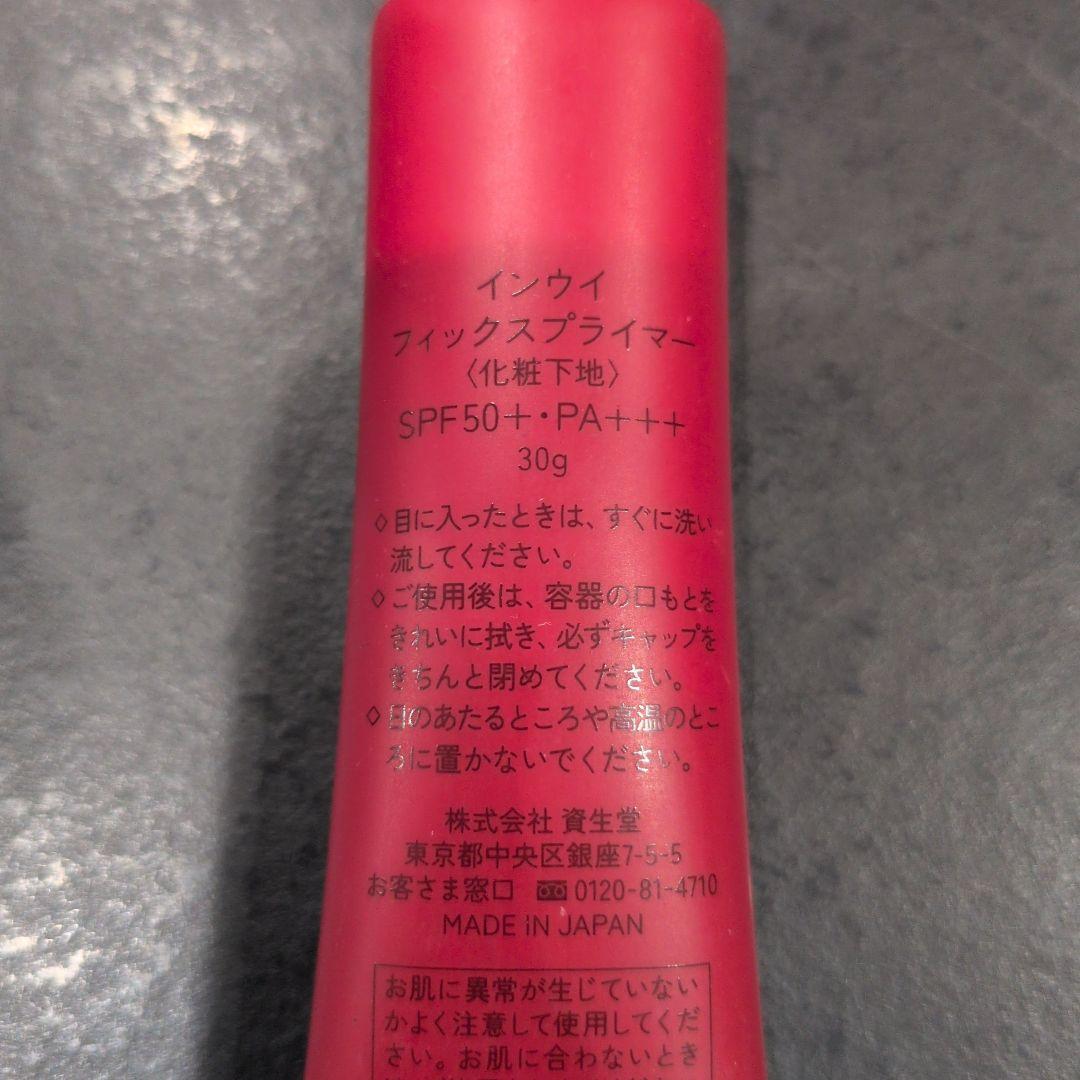 インウイ
フィックスプライマー
〈化粧下地〉
SPF50+・PA+++
30g
◇目に入ったときは、すぐに洗い
流してください。
◇ご使用後は、容器の口もとを
きれいに拭き、必ずキャップを
きちんと閉めてください。
◇日のあたるところや高温のとこ
ろに置かないでください。
株式会社 資生堂
東京都中央区銀座7-5-5
お客さま窓口 0120-81-4710
MADE IN JAPAN
お肌に異常が生じていない
かよく注意して使用してくだ
さい。お肌に合わないとき